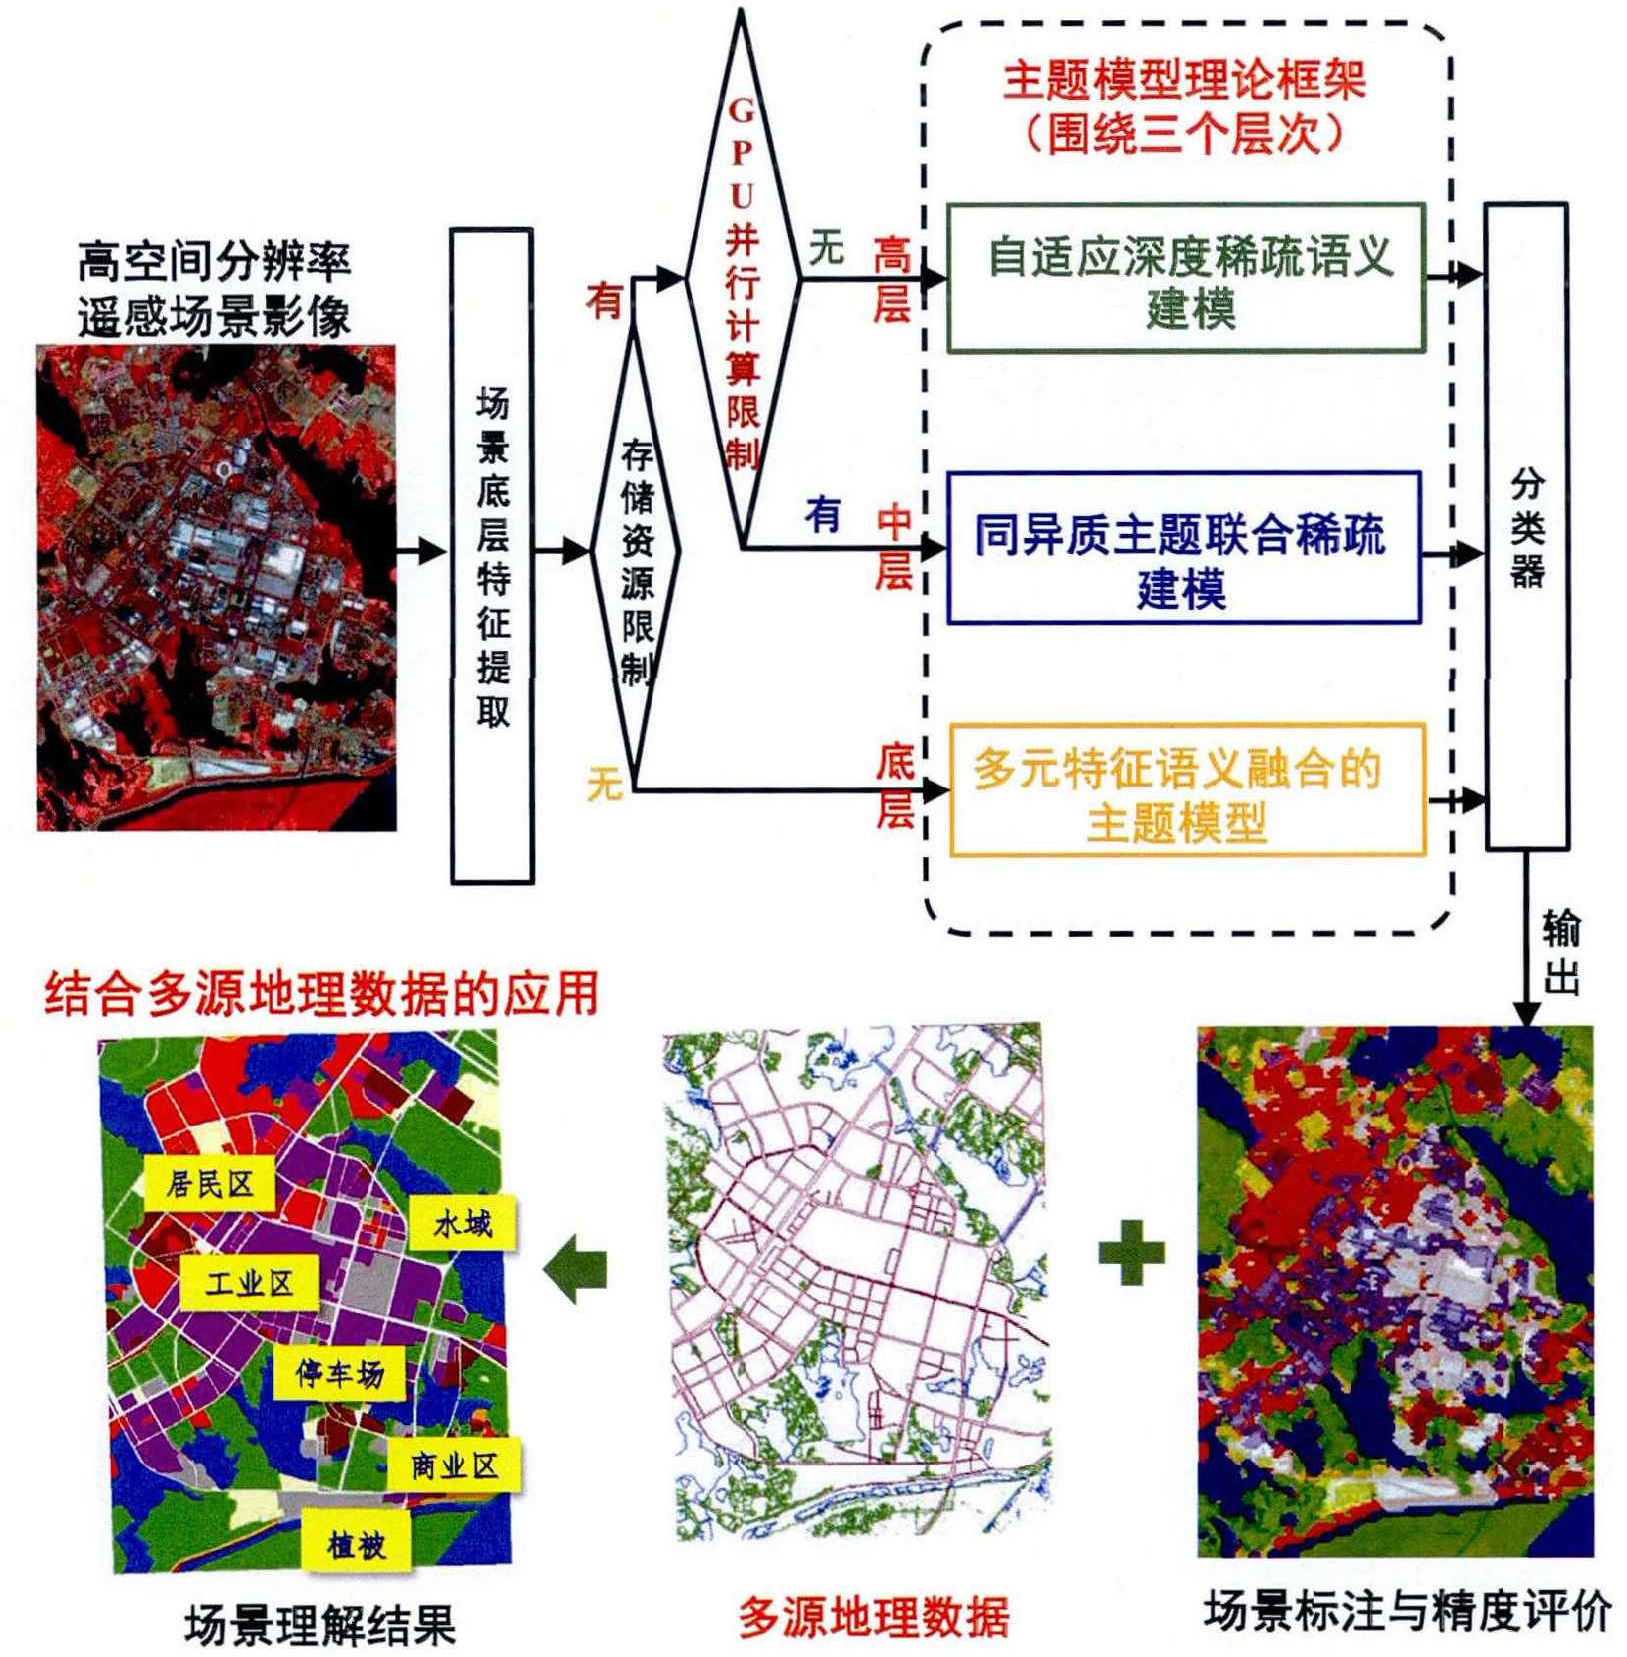 高空间分辨率
遥感场景影像
场景底层特征提取
存储资源限制
有
无
GPU并行计算限制
无
有
高层
中层
底层
主题模型理论框架
（围绕三个层次）
自适应深度稀疏语义
建模
同异质主题联合稀疏
建模
多元特征语义融合的
主题模型
分类器
输出
结合多源地理数据的应用
居民区
水域
工业区
停车场
商业区
植被
场景理解结果
多源地理数据
场景标注与精度评价